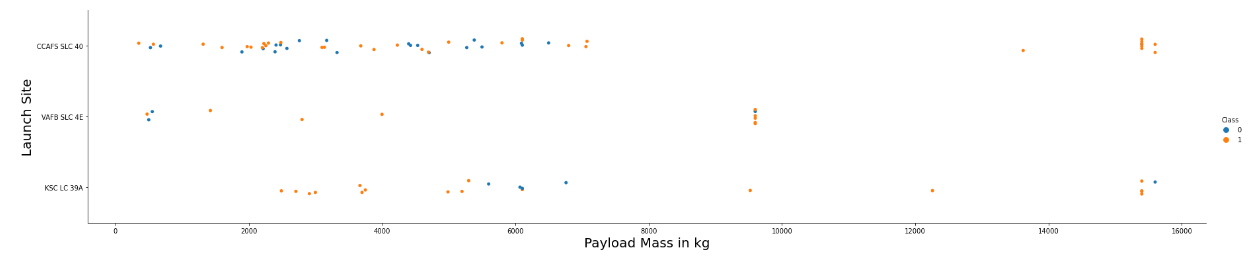 CCAFS SLC 40
VAFB SLC 4E
KSC LC 39A
Launch Site
0 2000 4000 6000 8000 10000 12000 14000 16000
Payload Mass in kg
Class
0
1